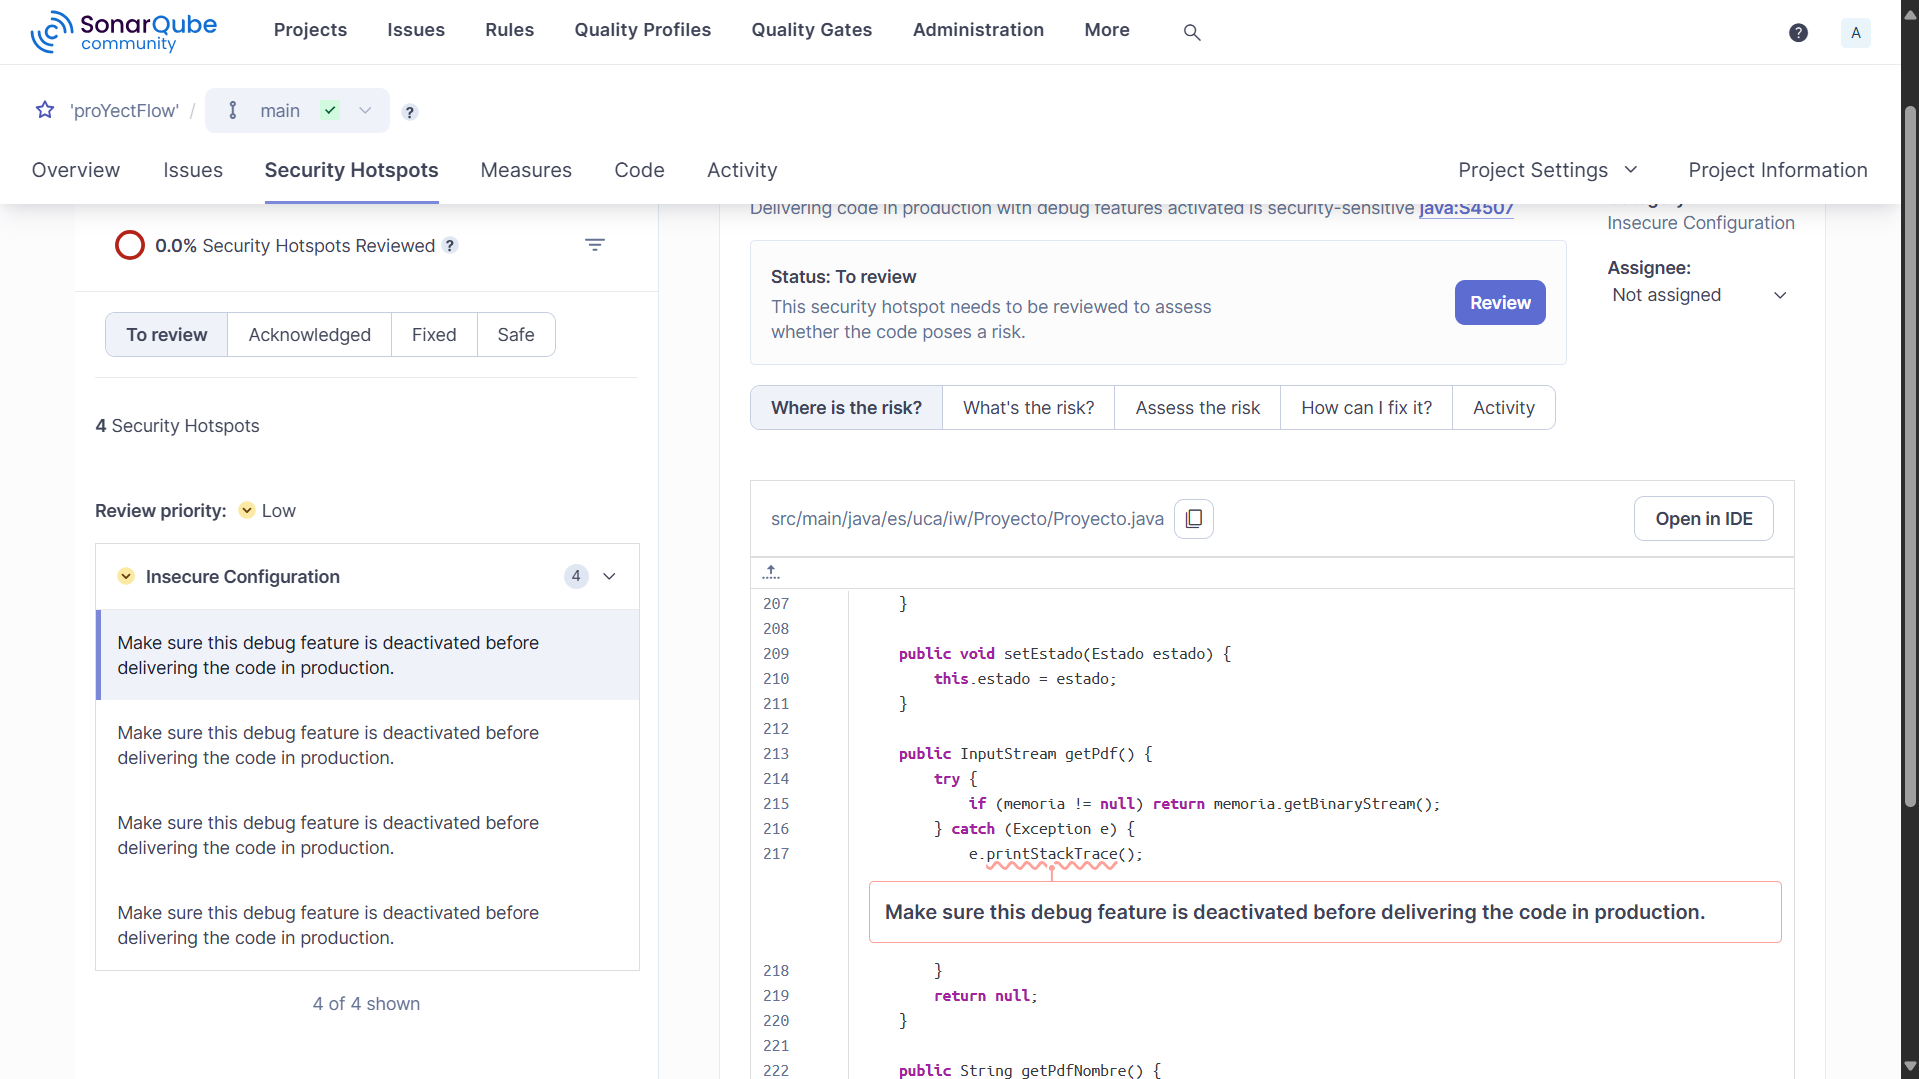 SonarQube
community
Projects Issues Rules Quality Profiles Quality Gates Administration More
?
A
'proYectFlow' / main ?
Overview Issues Security Hotspots Measures Code Activity Project Settings Project Information
0.0% Security Hotspots Reviewed ?
To review Acknowledged Fixed Safe
4 Security Hotspots
Review priority: Low
Insecure Configuration 4
Make sure this debug feature is deactivated before
delivering the code in production.
Make sure this debug feature is deactivated before
delivering the code in production.
Make sure this debug feature is deactivated before
delivering the code in production.
Make sure this debug feature is deactivated before
delivering the code in production.
4 of 4 shown
Delivering code in production with debug features activated is security-sensitive java:S4507
Status: To review
This security hotspot needs to be reviewed to assess
whether the code poses a risk.
Review
Insecure Configuration
Assignee:
Not assigned
Where is the risk? What's the risk? Assess the risk How can I fix it? Activity
src/main/java/es/uca/iw/Proyecto/Proyecto.java
Open in IDE
207 }
208
209 public void setEstado(Estado estado) {
210 this.estado = estado;
211 }
212
213 public InputStream getPdf() {
214 try {
215 if (memoria != null) return memoria.getBinaryStream();
216 } catch (Exception e) {
217 e.printStackTrace();
Make sure this debug feature is deactivated before delivering the code in production.
218 }
219 return null;
220 }
221
222 public String getPdfNombre() {